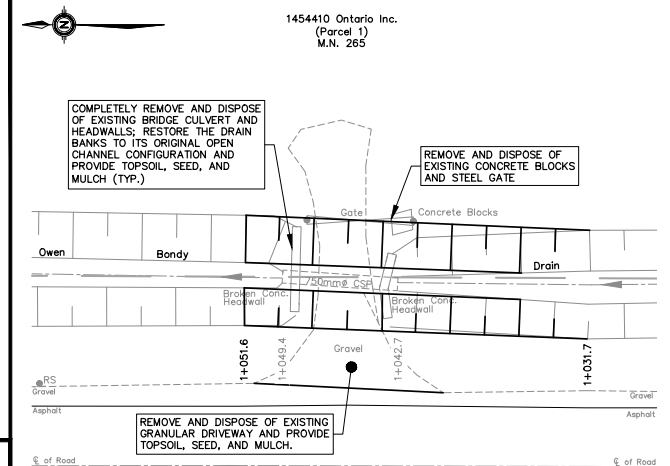 N
1454410 Ontario Inc.
(Parcel 1)
M.N. 265
COMPLETELY REMOVE AND DISPOSE
OF EXISTING BRIDGE CULVERT AND
HEADWALLS; RESTORE THE DRAIN
BANKS TO ITS ORIGINAL OPEN
CHANNEL CONFIGURATION AND
PROVIDE TOPSOIL, SEED, AND
MULCH (TYP.)
REMOVE AND DISPOSE OF
EXISTING CONCRETE BLOCKS
AND STEEL GATE
Gate
Concrete Blocks
Owen
Bondy
Drain
750mmø CSP
Broken Conc.
Headwall
Broken Conc.
Headwall
1+051.6
1+049.4
Gravel
1+042.7
1+031.7
RS
Gravel
Asphalt
Gravel
Asphalt
REMOVE AND DISPOSE OF EXISTING
GRANULAR DRIVEWAY AND PROVIDE
TOPSOIL, SEED, AND MULCH.
℄ of Road
℄ of Road